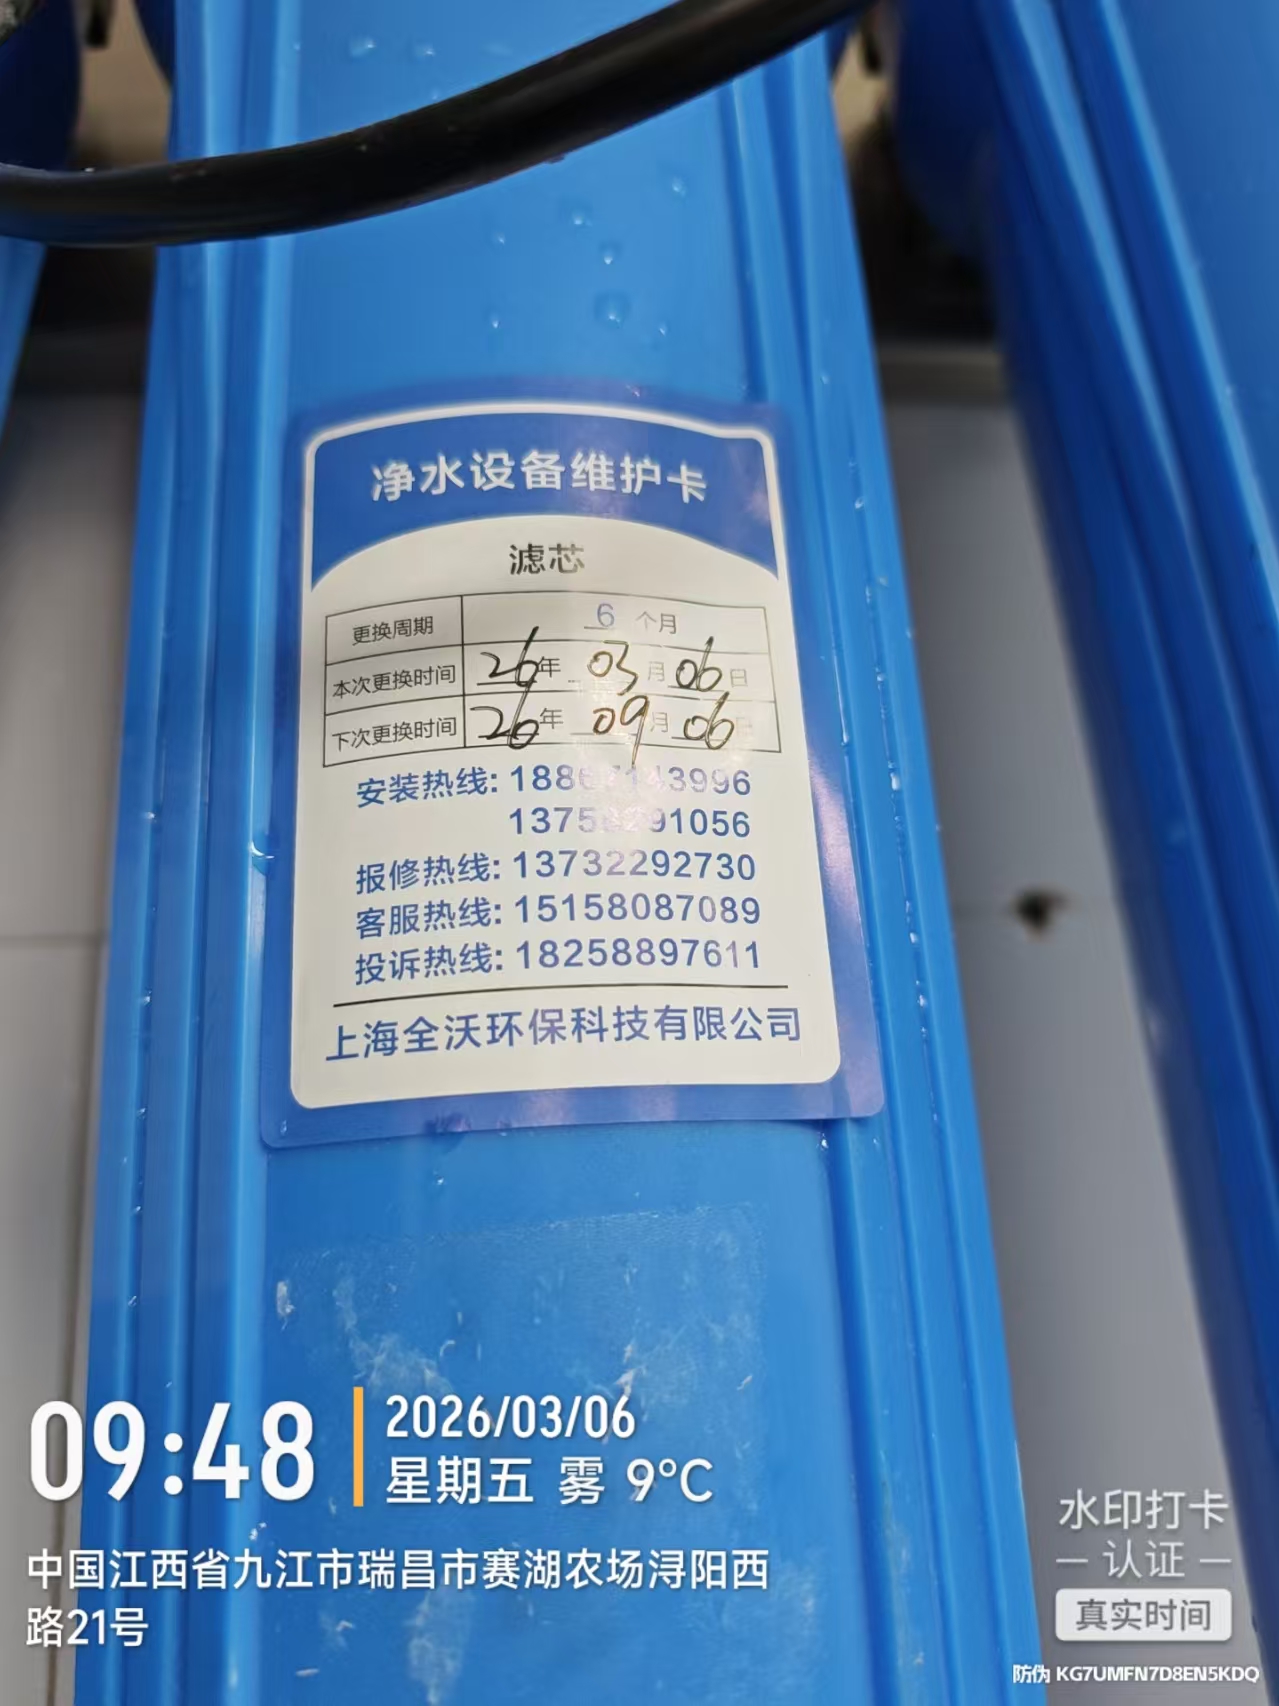 净水设备维护卡
滤芯
更换周期 6 个月
本次更换时间 26年 03月 06日
下次更换时间 26年 09月 06日
安装热线:
报修热线: 13732292730
客服热线: 15158087089
投诉热线: 18258897611
上海全沃环保科技有限公司
09:48
2026/03/06
星期五 雾 9°C
中国江西省九江市瑞昌市赛湖农场浔阳西
路21号
水印打卡
认证
真实时间
防伪 KG7UMFN7D8EN5KDQ